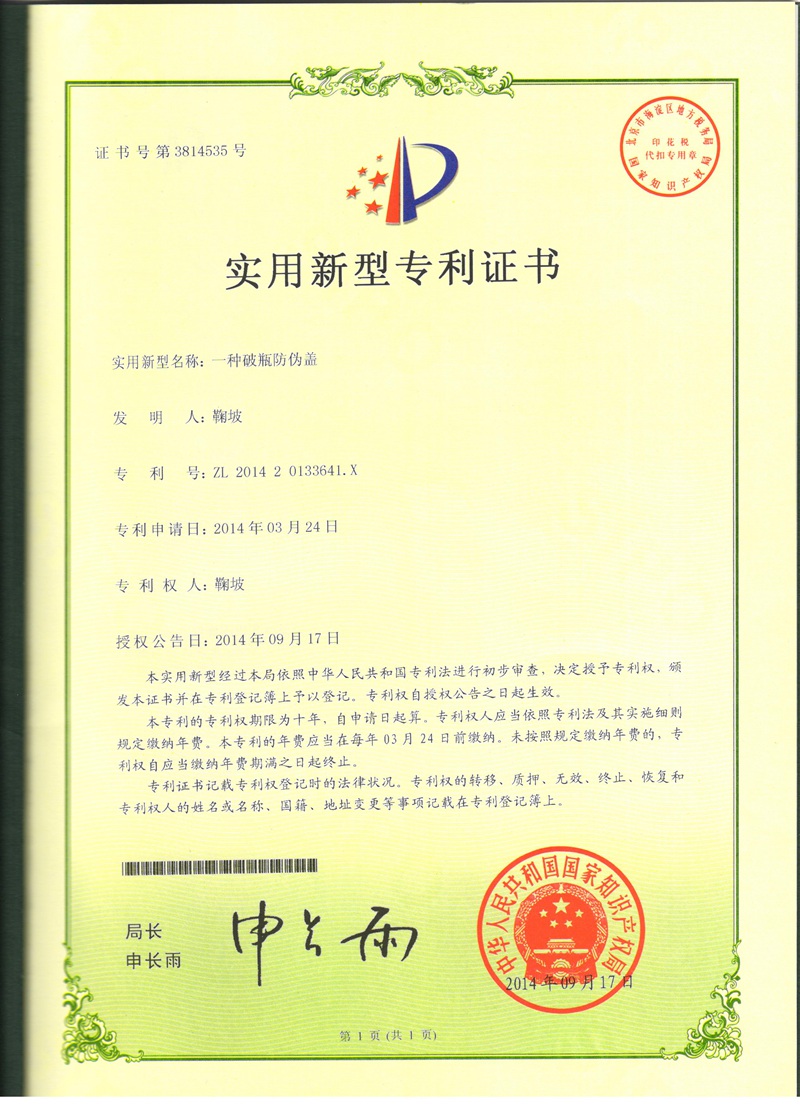 证书号第3814535号
北京市海淀区地方税务局
印花税
代扣专用章
国家知识产权局
实用新型专利证书
实用新型名称：一种破瓶防伪盖
发明人：鞠坡
专利号：ZL 2014 2 0133641.X
专利申请日：2014年03月24日
专利权人：鞠坡
授权公告日：2014年09月17日
本实用新型经过本局依照中华人民共和国专利法进行初步审查，决定授予专利权，颁
发本证书并在专利登记簿上予以登记。专利权自授权公告之日起生效。
本专利的专利权期限为十年，自申请日起算。专利权人应当依照专利法及其实施细则
规定缴纳年费。本专利的年费应当在每年03月24日前缴纳。未按照规定缴纳年费的，专
利权自应当缴纳年费期满之日起终止。
专利证书记载专利权登记时的法律状况。专利权的转移、质押、无效、终止、恢复和
专利权人的姓名或名称、国籍、地址变更等事项记载在专利登记簿上。
局长
申长雨
申长雨
中华人民共和国国家知识产权局
2014年09月17日
第1页(共1页)